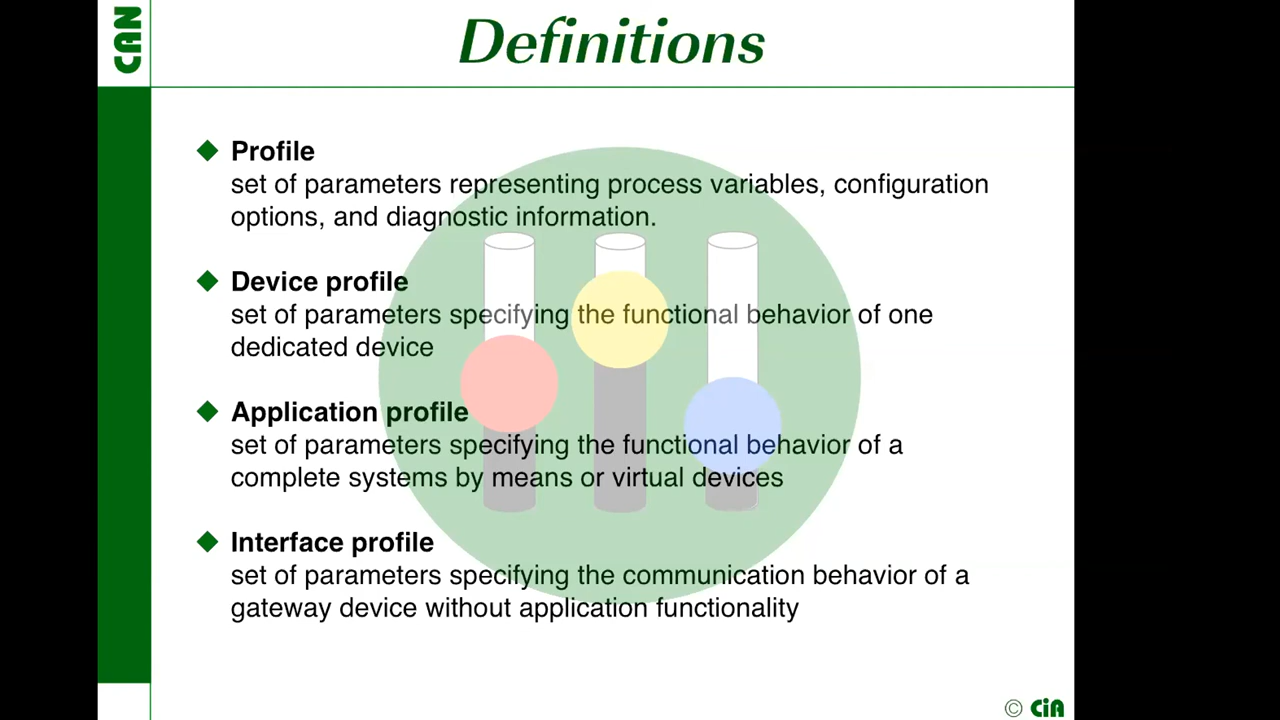 CAN
Definitions
Profile
set of parameters representing process variables, configuration
options, and diagnostic information.
Device profile
set of parameters specifying the functional behavior of one
dedicated device
Application profile
set of parameters specifying the functional behavior of a
complete systems by means or virtual devices
Interface profile
set of parameters specifying the communication behavior of a
gateway device without application functionality
© CiA